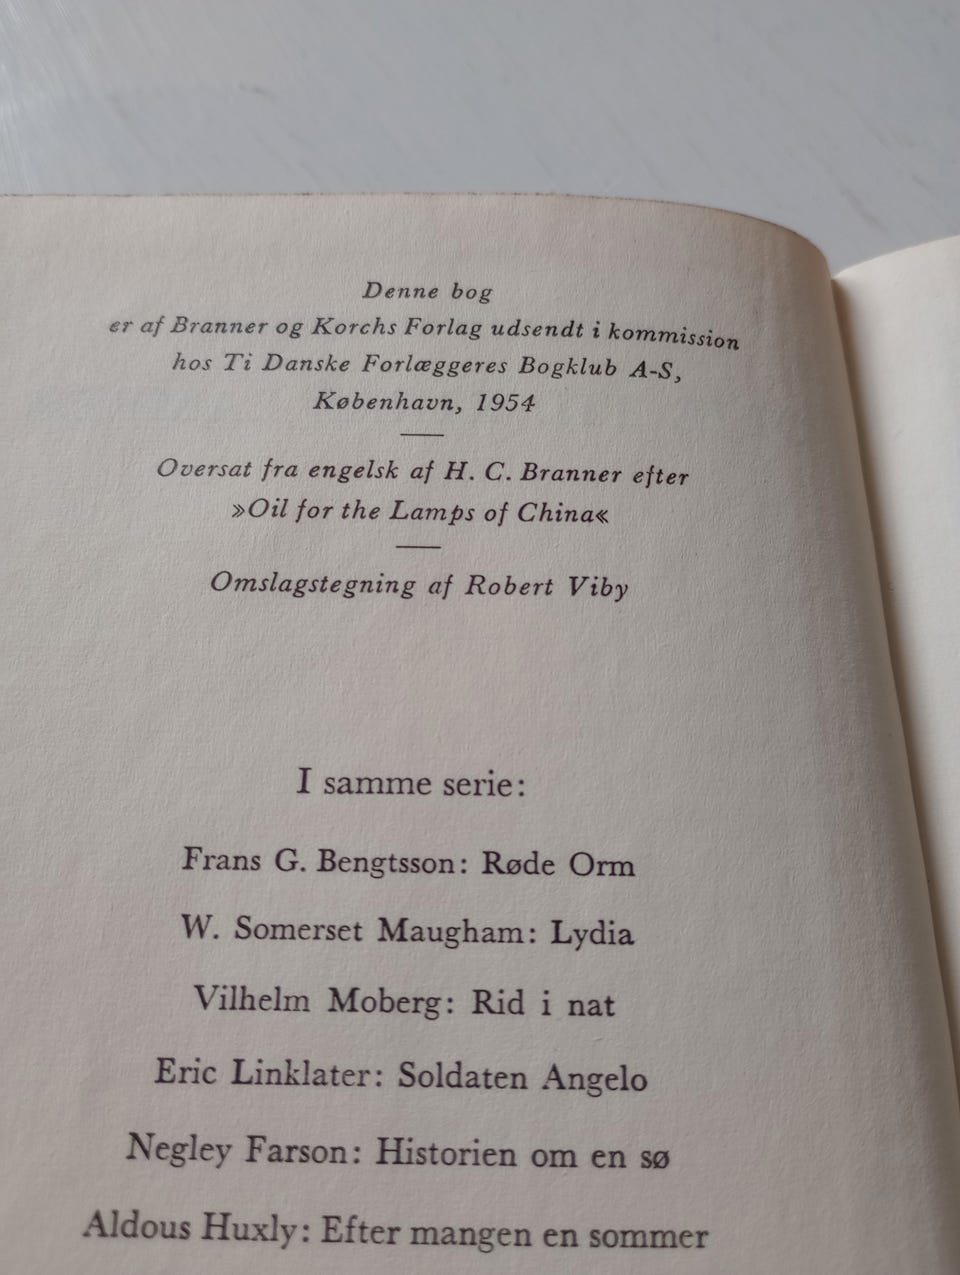 Denne bog
er af Branner og Korchs Forlag udsendt i kommission
hos Ti Danske Forlæggeres Bogklub A-S,
København, 1954
Oversat fra engelsk af H. C. Branner efter
»Oil for the Lamps of China«
Omslagstegning af Robert Viby
I samme serie:
Frans G. Bengtsson: Røde Orm
W. Somerset Maugham: Lydia
Vilhelm Moberg: Rid i nat
Eric Linklater: Soldaten Angelo
Negley Farson: Historien om en sø
Aldous Huxly: Efter mangen en sommer